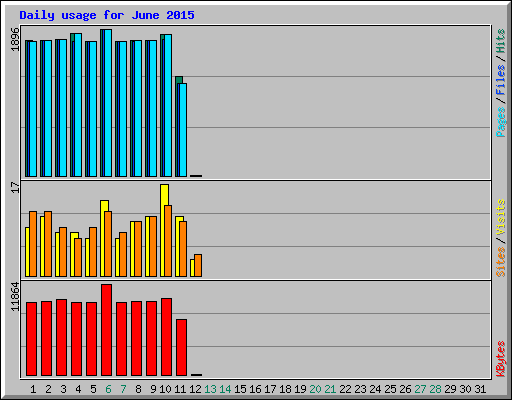 Daily usage for June 2015
1896
Pages/Files/Hits
17
Sites/Visits
11864
KBytes
1 2 3 4 5 6 7 8 9 10 11 12 13 14 15 16 17 18 19 20 21 22 23 24 25 26 27 28 29 30 31